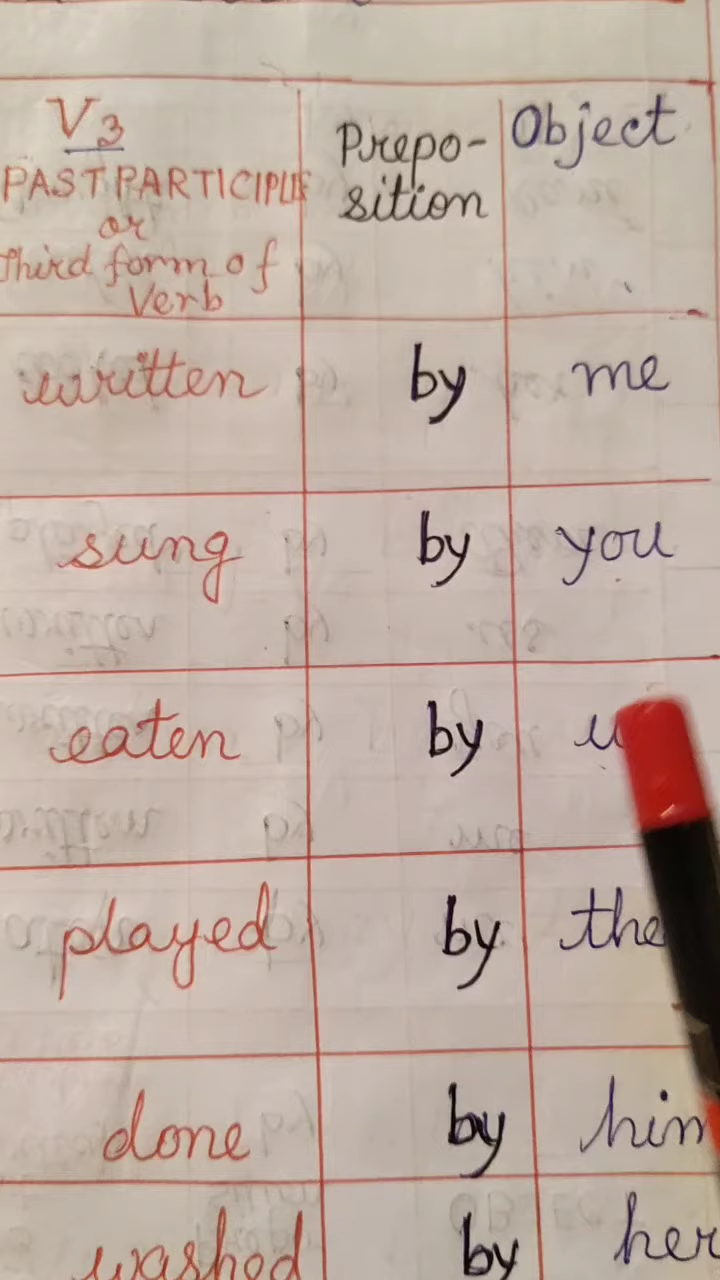 V3
PAST PARTICIPLE
or
Third form of
Verb
Prepo-
sition
Object
written by me
sung by you
eaten by
played by
done by him
washed by her